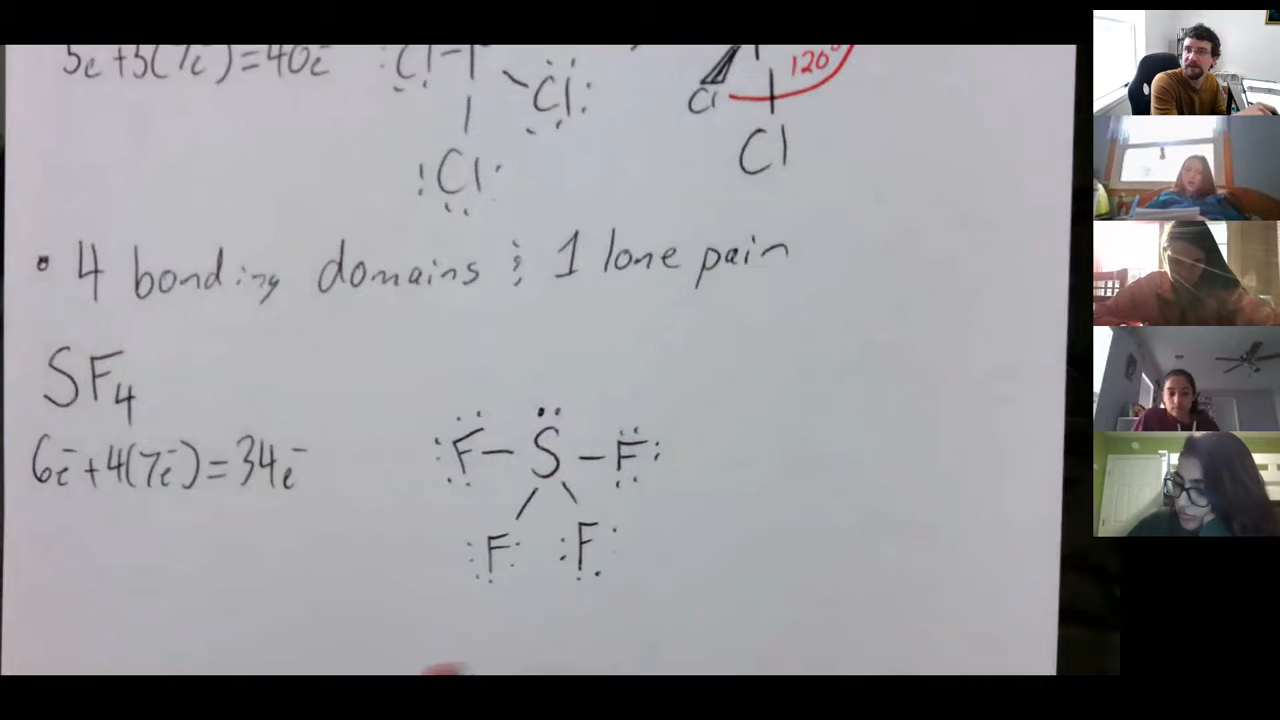 5e⁻+5(7e⁻)=40e⁻
:Cl-P
Cl:
120°
Cl
:Cl:
Cl
• 4 bonding domains & 1 lone pair
SF₄
6e⁻+4(7e⁻)=34e⁻
:F-S-F:
:F: :F: